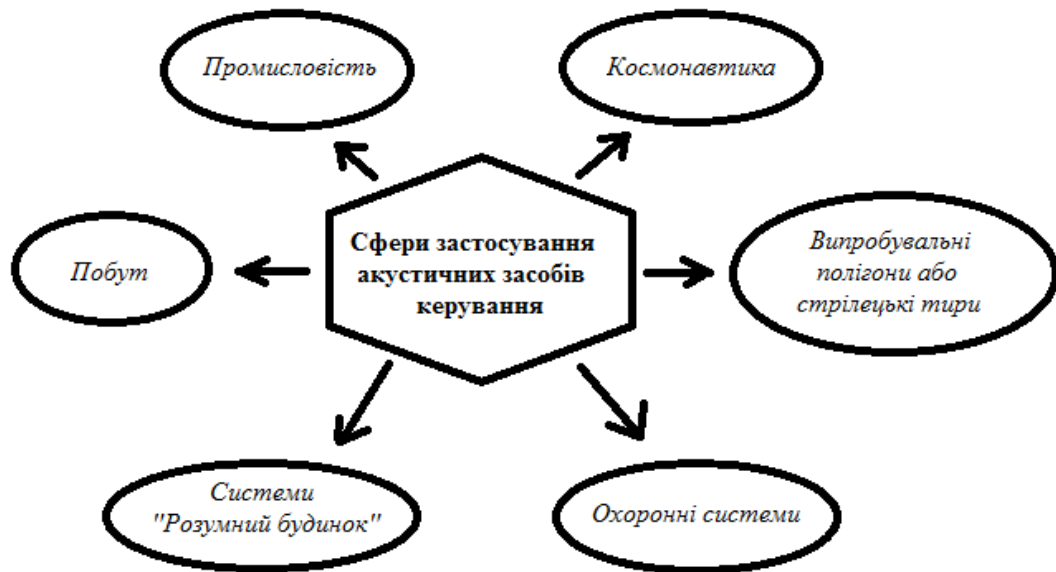 Промисловість
Космонавтика
Сфери застосування
акустичних засобів
керування
Побут
Випробувальні
полігони або
стрілецькі тири
Системи
"Розумний будинок"
Охоронні системи